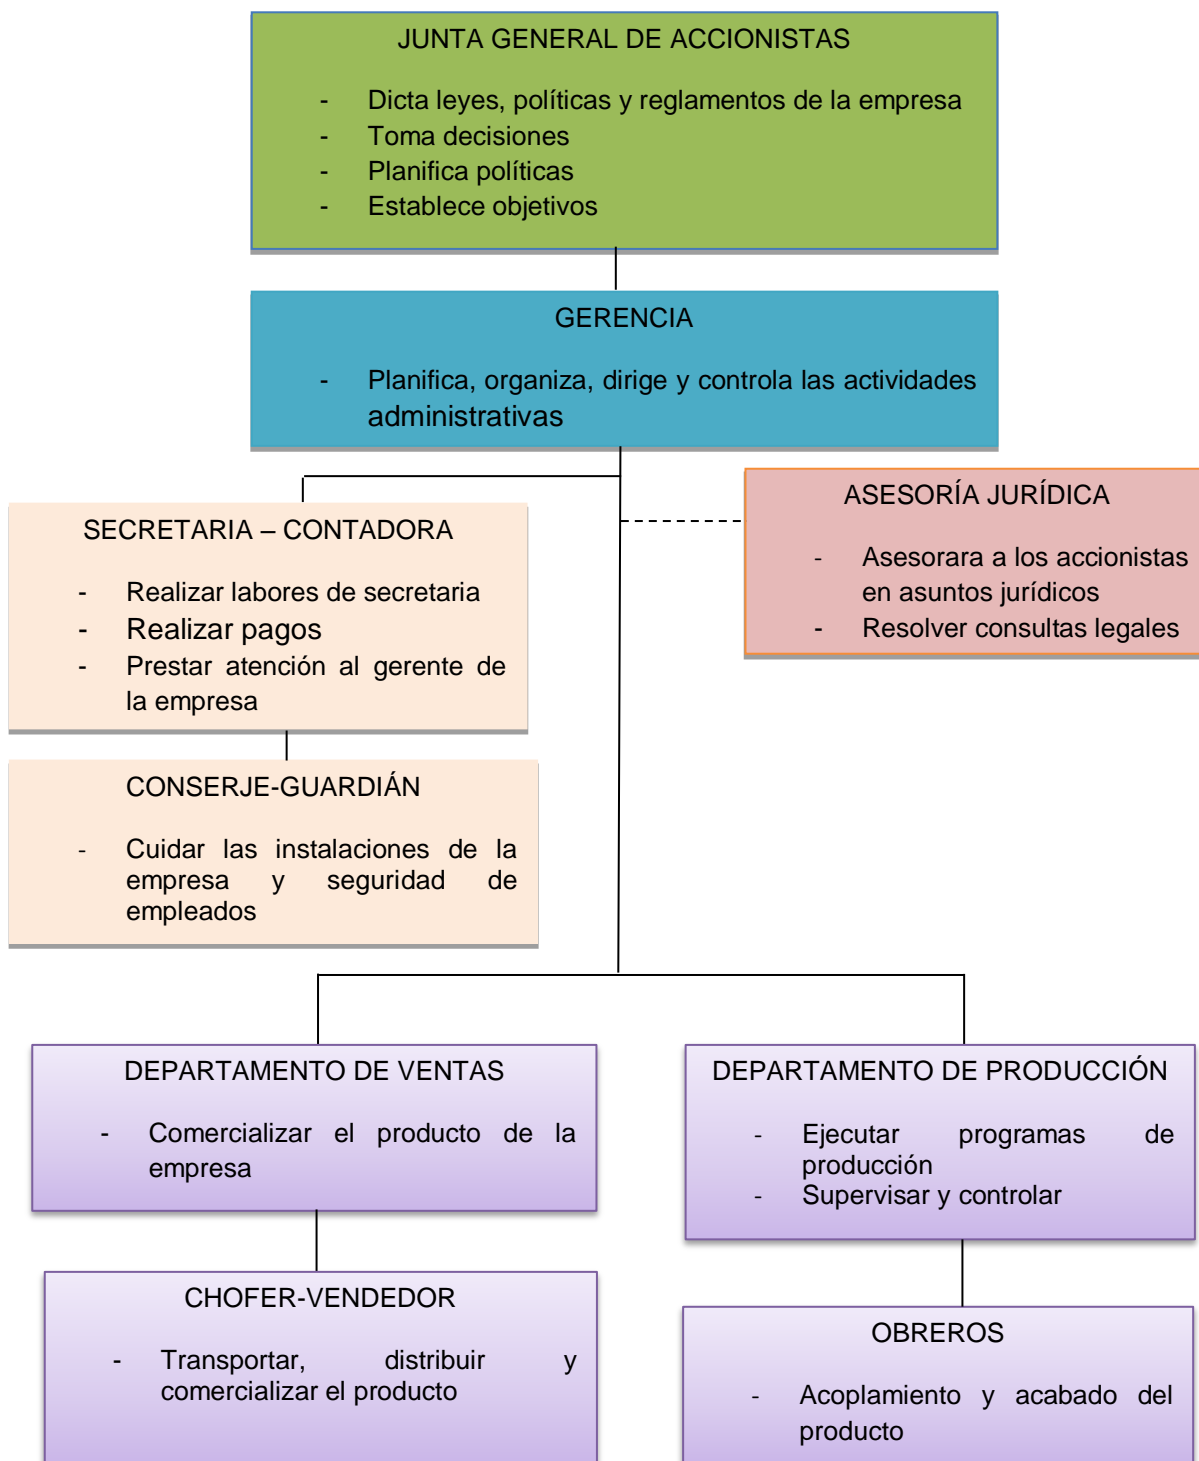 JUNTA GENERAL DE ACCIONISTAS
- Dicta leyes, políticas y reglamentos de la empresa
- Toma decisiones
- Planifica políticas
- Establece objetivos
GERENCIA
- Planifica, organiza, dirige y controla las actividades
administrativas
SECRETARIA – CONTADORA
- Realizar labores de secretaria
- Realizar pagos
- Prestar atención al gerente de
la empresa
ASESORÍA JURÍDICA
- Asesorara a los accionistas
en asuntos jurídicos
- Resolver consultas legales
CONSERJE-GUARDIÁN
- Cuidar las instalaciones de la
empresa y seguridad de
empleados
DEPARTAMENTO DE VENTAS
- Comercializar el producto de la
empresa
DEPARTAMENTO DE PRODUCCIÓN
- Ejecutar programas de
producción
- Supervisar y controlar
CHOFER-VENDEDOR
- Transportar, distribuir y
comercializar el producto
OBREROS
- Acoplamiento y acabado del
producto